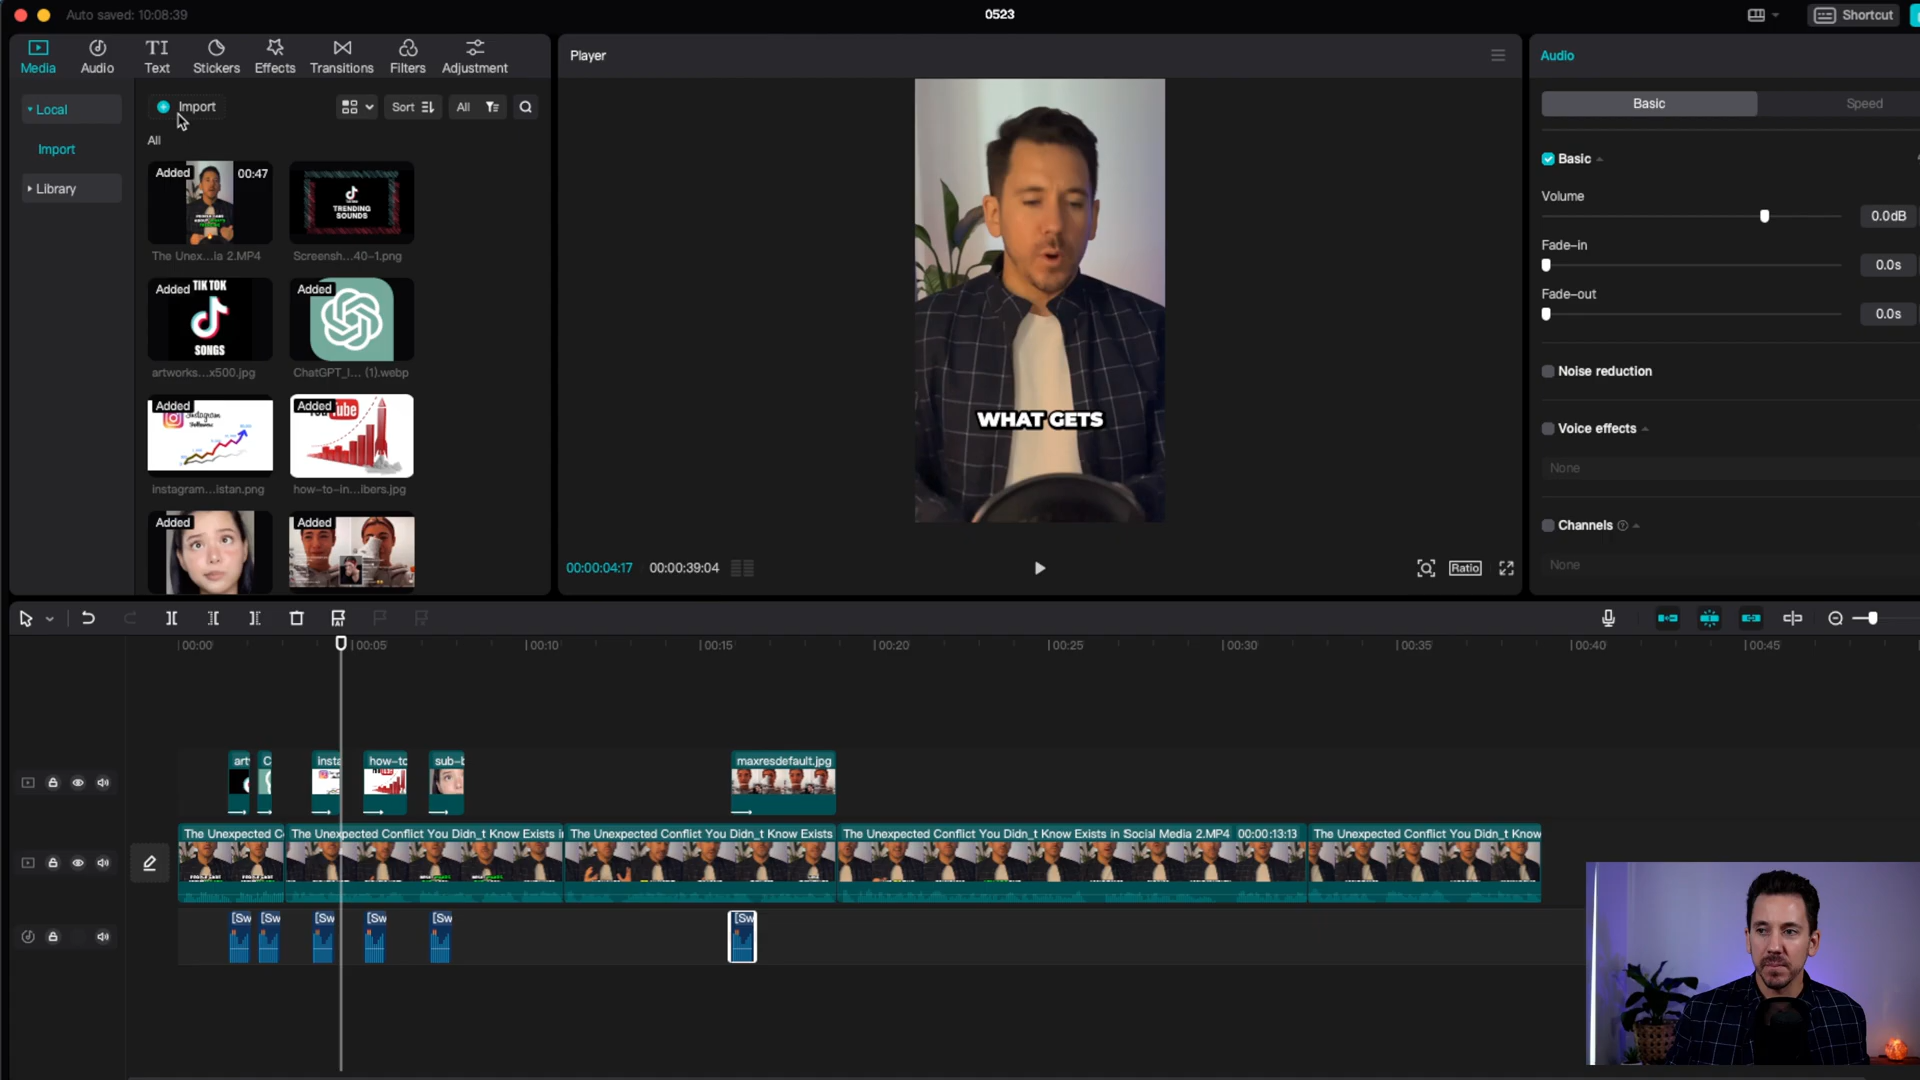 Auto saved: 10:08:39
0523
Shortcut
Media
Audio
Text
Stickers
Effects
Transitions
Filters
Adjustment
Local
Import
Library
Import
Sort
All
All
Added
00:47
The Unex...la 2.MP4
TRENDING
SOUNDS
Screensh...40-1.png
Added
TIK TOK
SONGS
artworks...x500.jpg
Added
ChatGPT_l... (1).webp
Added
Instagram
Followers
instagram...istan.png
Added
how-to-in...ibers.jpg
Added
Added
Player
WHAT GETS
00:00:04:17
00:00:39:04
Ratio
Audio
Basic
Speed
Basic
Volume
0.0dB
Fade-in
0.0s
Fade-out
0.0s
Noise reduction
Voice effects
None
Channels
None
00:00
00:05
00:10
00:15
00:20
00:25
00:30
00:35
00:40
00:45
art
C
insta
how-to
sub-b
maxresdefault.jpg
The Unexpected C
The Unexpected Conflict You Didn_t Know Exists i
The Unexpected Conflict You Didn_t Know Exists
The Unexpected Conflict You Didn_t Know Exists in Social Media 2.MP4 00:00:13:13
The Unexpected Conflict You Didn_t Know
[Sw
[Sw
[Sw
[Sw
[Sw
[Sw